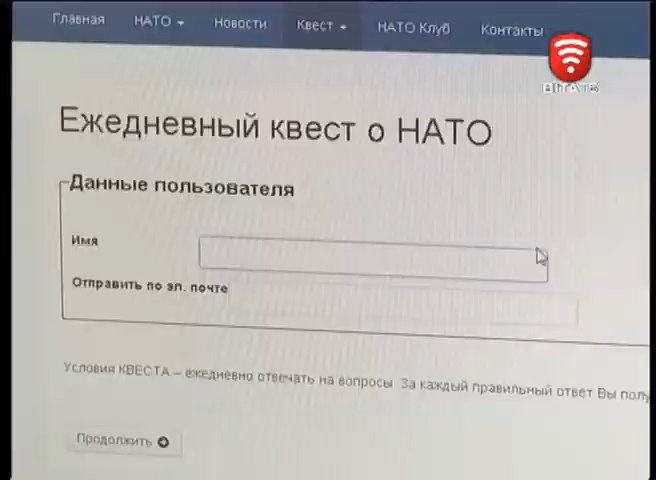 Главная НАТО Новости Квест НАТО Клуб Контакты
Ежедневный квест о НАТО
Данные пользователя
Имя
Отправить по эл. почте
Условия КВЕСТА – ежедневно отвечать на вопросы За каждый правильный ответ Вы полу
Продолжить